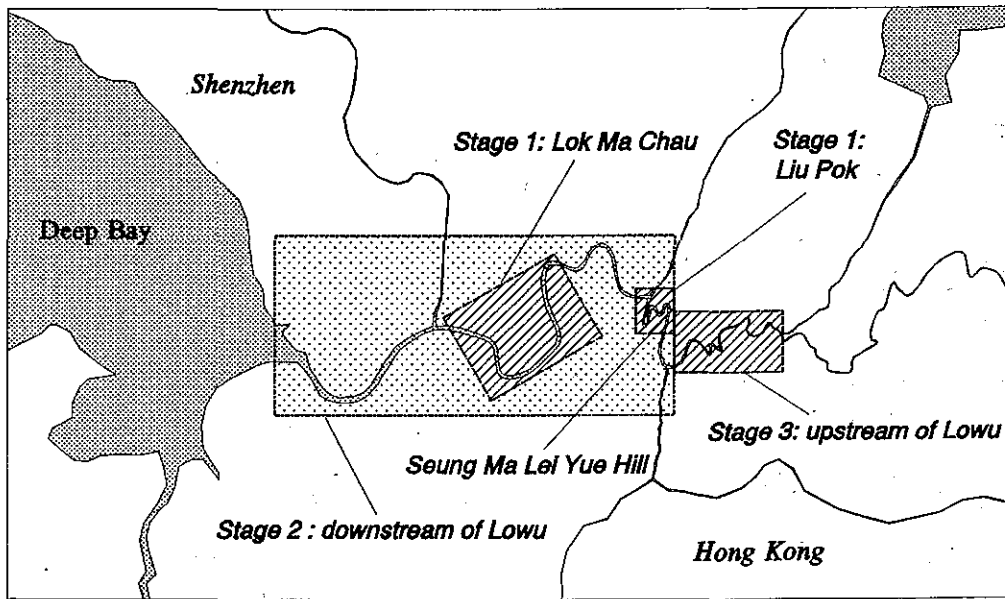 Shenzhen
Stage 1: Lok Ma Chau
Stage 1:
Liu Pok
Deep Bay
Stage 3: upstream of Lowu
Seung Ma Lei Yue Hill
Stage 2 : downstream of Lowu
Hong Kong